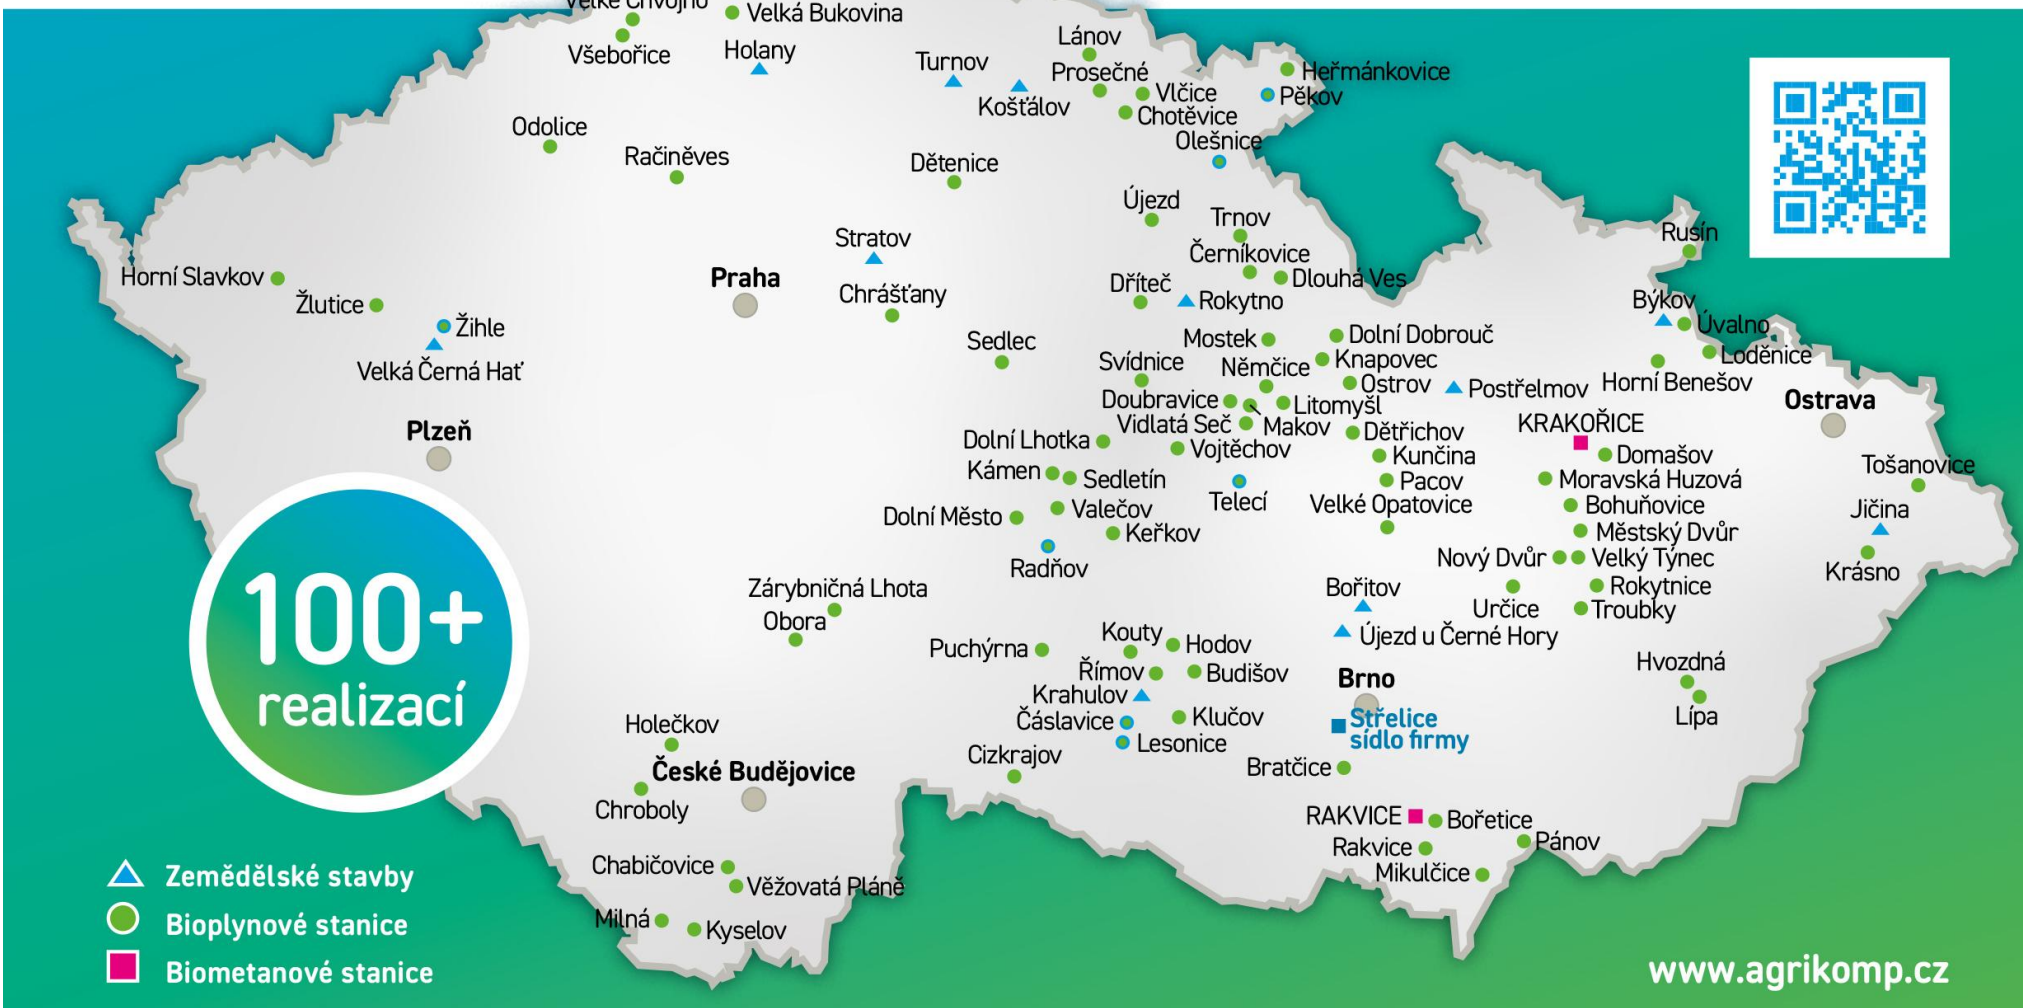 Velké Chvojno
Velká Bukovina
Všebořice
Holany
Turnov
Košťálov
Lánov
Prosečné
Vlčice
Chotěvice
Heřmánkovice
Pěkov
Olešnice
Odolice
Račiněves
Dětenice
Újezd
Trnov
Černíkovice
Dlouhá Ves
Stratov
Praha
Chrášťany
Dříteč
Rokytno
Rusín
Býkov
Úvalno
Loděnice
Horní Benešov
Ostrava
Horní Slavkov
Žlutice
Žihle
Velká Černá Hať
Plzeň
Sedlec
Mostek
Dolní Dobrouč
Svídnice
Němčice
Knapovec
Ostrov
Postřelmov
Doubravice
Litomyšl
Vidlatá Seč
Makov
Dětřichov
KRAKOŘICE
Dolní Lhotka
Vojtěchov
Kunčina
Domašov
Kámen
Sedletín
Telecí
Pacov
Moravská Huzová
Tošanovice
Dolní Město
Valečov
Velké Opatovice
Bohuňovice
Jičina
Keřkov
Městský Dvůr
Radňov
Nový Dvůr
Velký Týnec
Krásno
Zárybničná Lhota
Bořitov
Určice
Rokytnice
Obora
Troubky
Puchýrna
Kouty
Hodov
Újezd u Černé Hory
Římov
Budišov
Hvozdná
Krahulov
Brno
Lípa
Čáslavice
Klučov
Střelice
sídlo firmy
Lesonice
Holečkov
Cizkrajov
Bratčice
České Budějovice
Chroboly
RAKVICE
Bořetice
Rakvice
Pánov
Mikulčice
Chabičovice
Věžovatá Pláně
Milná
Kyselov
100+
realizací
Zemědělské stavby
Bioplynové stanice
Biometanové stanice
www.agrikomp.cz